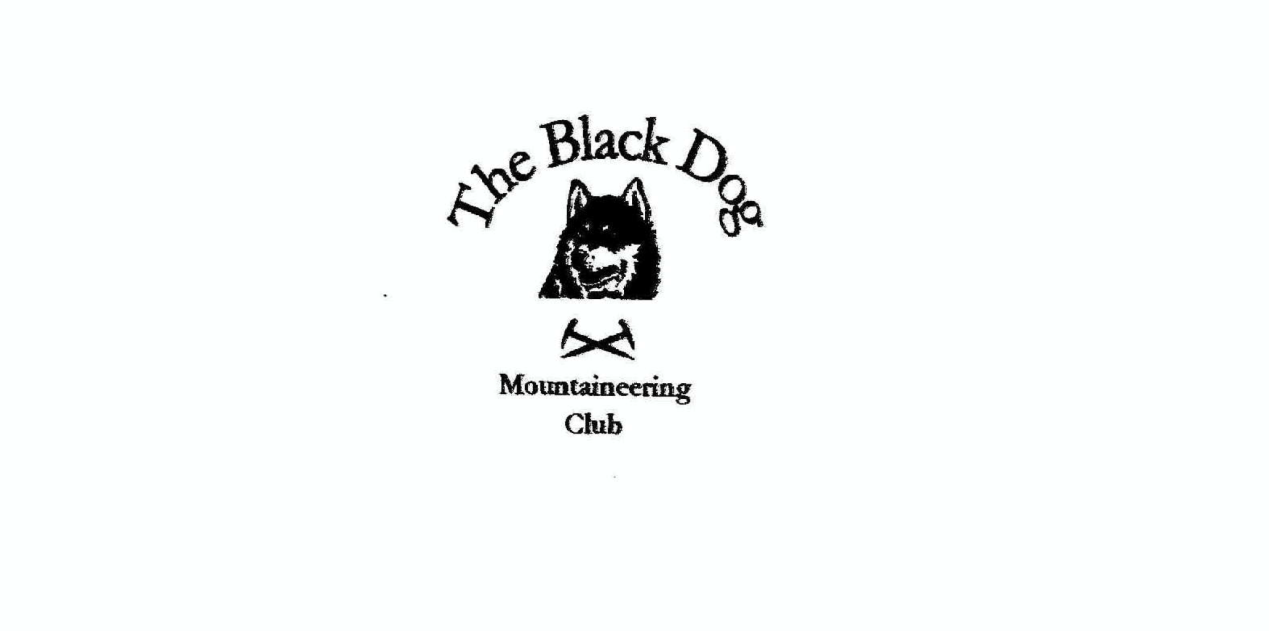 The Black Dog
Mountaineering
Club